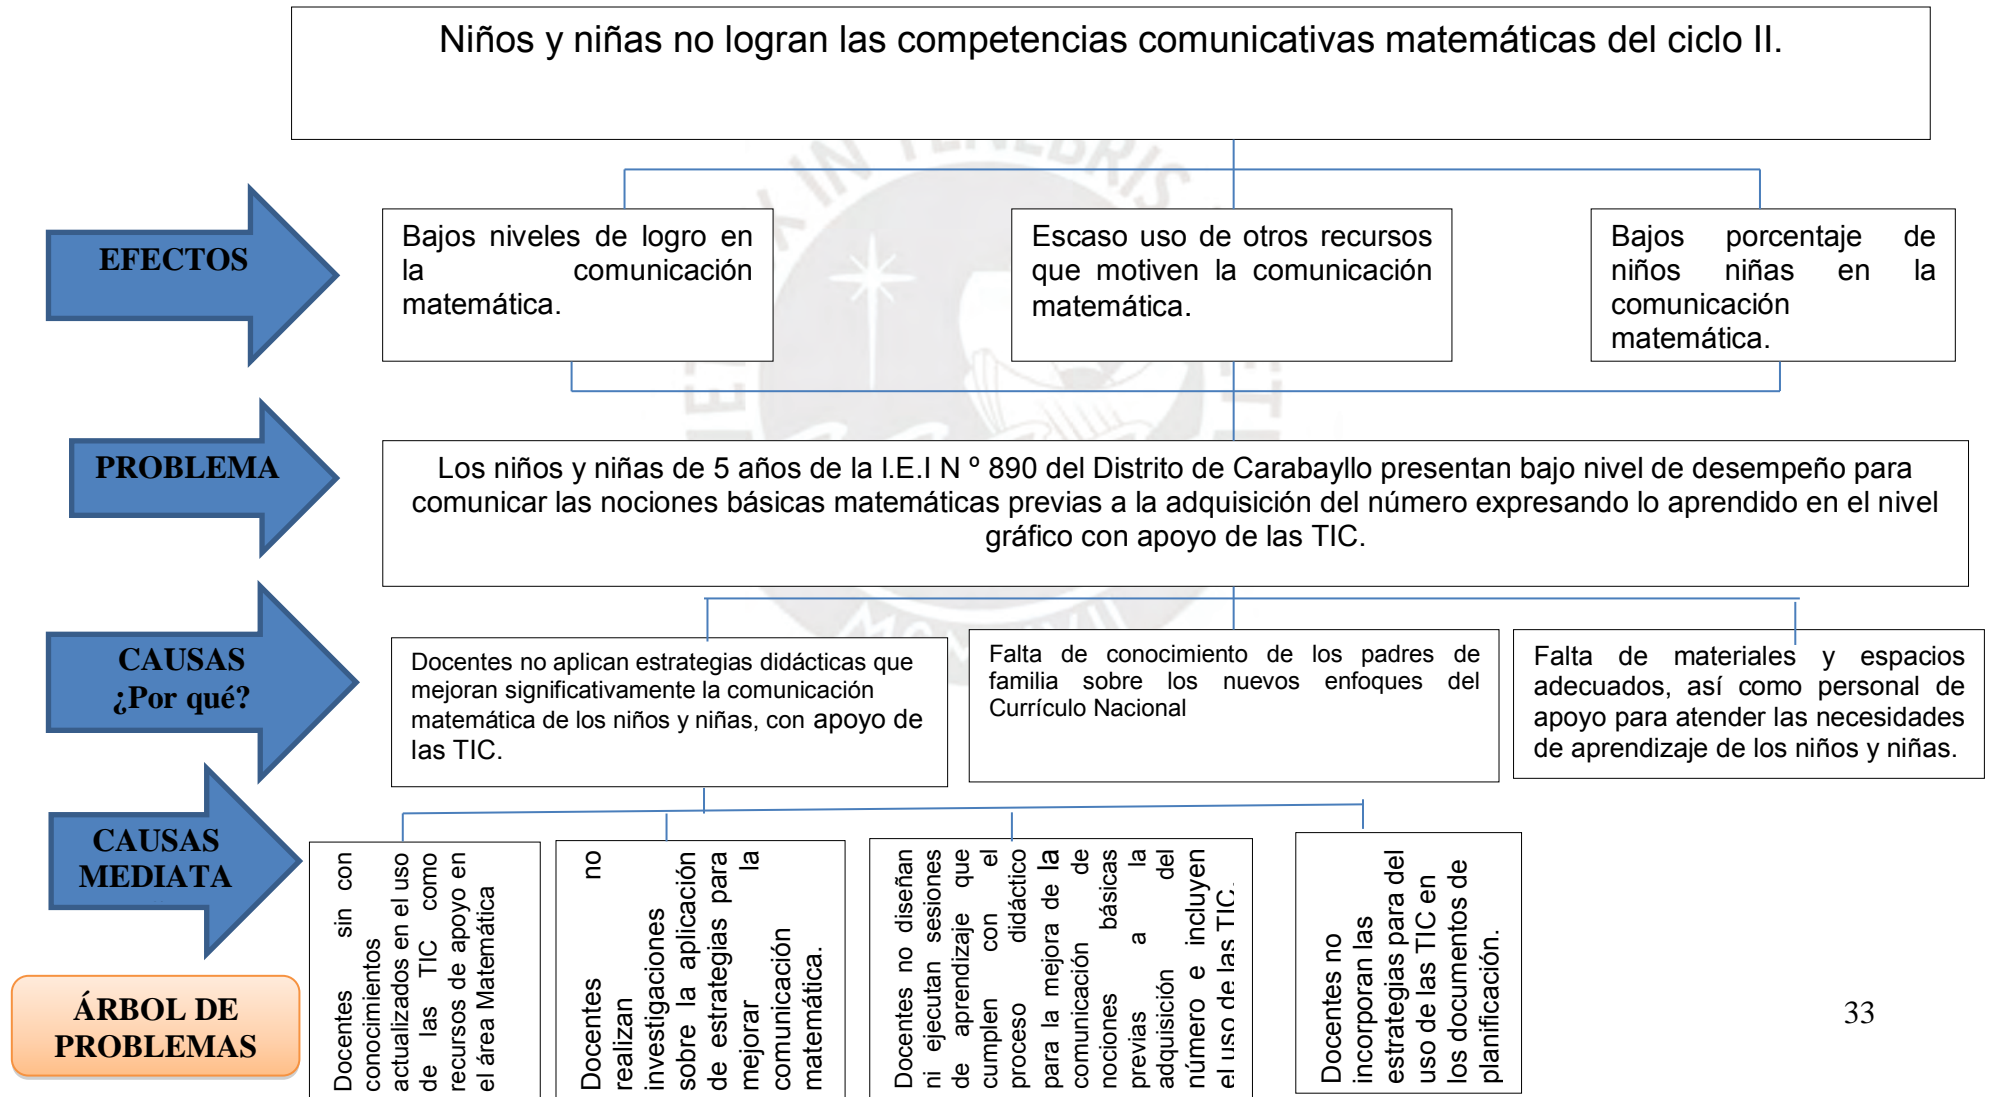 Niños y niñas no logran las competencias comunicativas matemáticas del ciclo II.
IN TENEBRIS
EFECTOS
Bajos niveles de logro en
la comunicación
matemática.
Escaso uso de otros recursos
que motiven la comunicación
matemática.
Bajos porcentaje de
niños niñas en la
comunicación
matemática.
PROBLEMA
Los niños y niñas de 5 años de la I.E.I N º 890 del Distrito de Carabayllo presentan bajo nivel de desempeño para
comunicar las nociones básicas matemáticas previas a la adquisición del número expresando lo aprendido en el nivel
gráfico con apoyo de las TIC.
CAUSAS
¿Por qué?
Docentes no aplican estrategias didácticas que
mejoran significativamente la comunicación
matemática de los niños y niñas, con apoyo de
las TIC.
Falta de conocimiento de los padres de
familia sobre los nuevos enfoques del
Currículo Nacional
Falta de materiales y espacios
adecuados, así como personal de
apoyo para atender las necesidades
de aprendizaje de los niños y niñas.
CAUSAS
MEDIATA
Docentes sin con
conocimientos
actualizados en el uso
de las TIC como
recursos de apoyo en
el área Matemática
Docentes no
realizan
investigaciones
sobre la aplicación
de estrategias para
mejorar la
comunicación
matemática.
Docentes no diseñan
ni ejecutan sesiones
de aprendizaje que
cumplen con el
proceso didáctico
para la mejora de la
comunicación de
nociones básicas
previas a la
adquisición del
número e incluyen
el uso de las TIC.
Docentes no
incorporan las
estrategias para del
uso de las TIC en
los documentos de
planificación.
ÁRBOL DE
PROBLEMAS
33